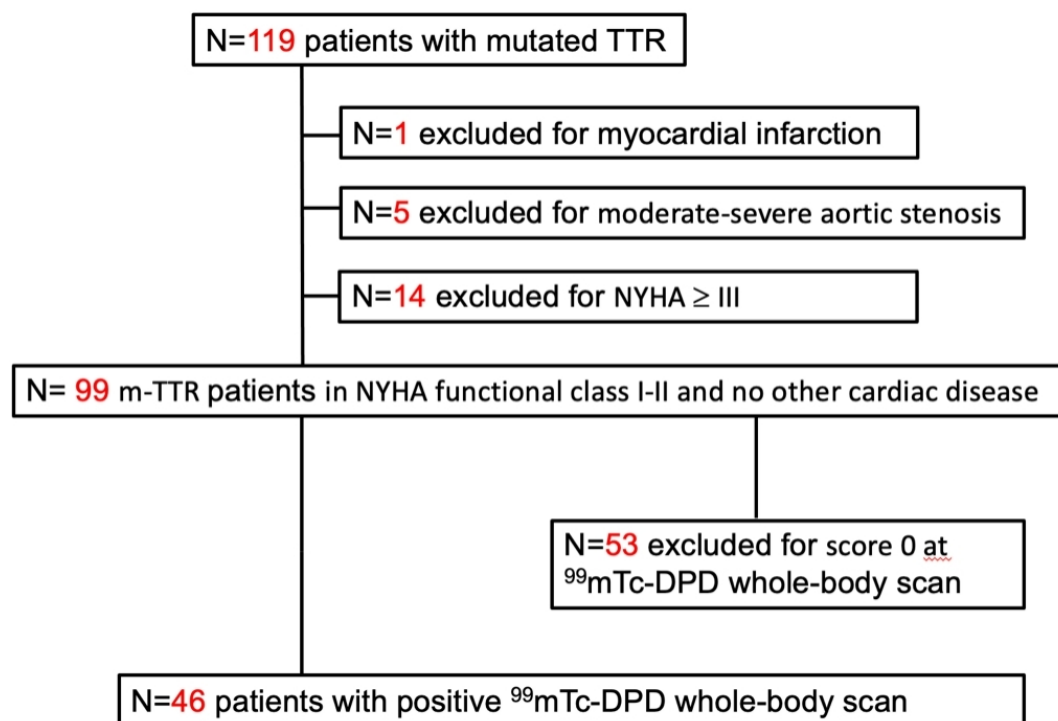 N=119 patients with mutated TTR
N=1 excluded for myocardial infarction
N=5 excluded for moderate-severe aortic stenosis
N=14 excluded for NYHA ≥ III
N= 99 m-TTR patients in NYHA functional class I-II and no other cardiac disease
N=53 excluded for score 0 at
⁹⁹mTc-DPD whole-body scan
N=46 patients with positive ⁹⁹mTc-DPD whole-body scan